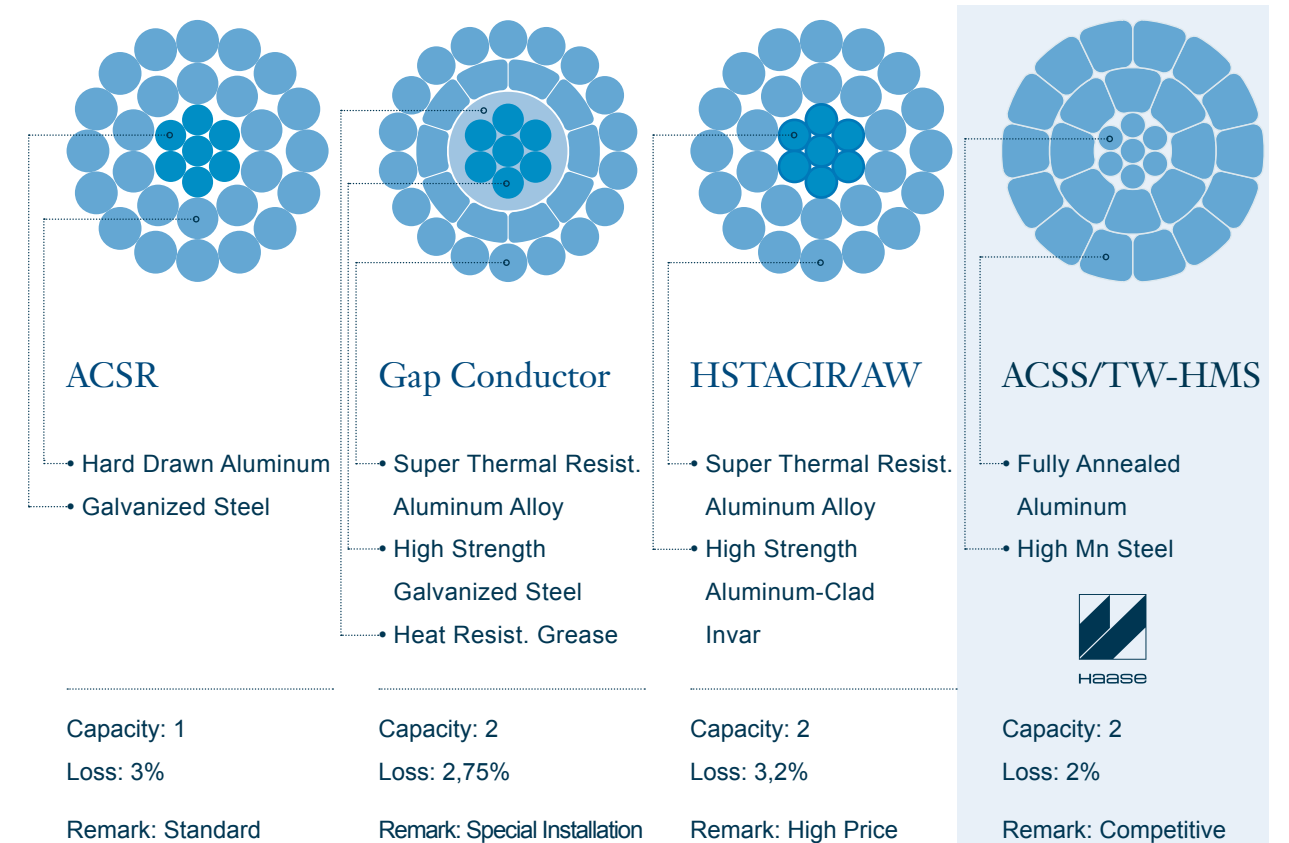 ACSR
Hard Drawn Aluminum
Galvanized Steel
Capacity: 1
Loss: 3%
Remark: Standard
Gap Conductor
Super Thermal Resist.
Aluminum Alloy
High Strength
Galvanized Steel
Heat Resist. Grease
Capacity: 2
Loss: 2,75%
Remark: Special Installation
HSTACIR/AW
Super Thermal Resist.
Aluminum Alloy
High Strength
Aluminum-Clad
Invar
Capacity: 2
Loss: 3,2%
Remark: High Price
ACSS/TW-HMS
Fully Annealed
Aluminum
High Mn Steel
Haase
Capacity: 2
Loss: 2%
Remark: Competitive